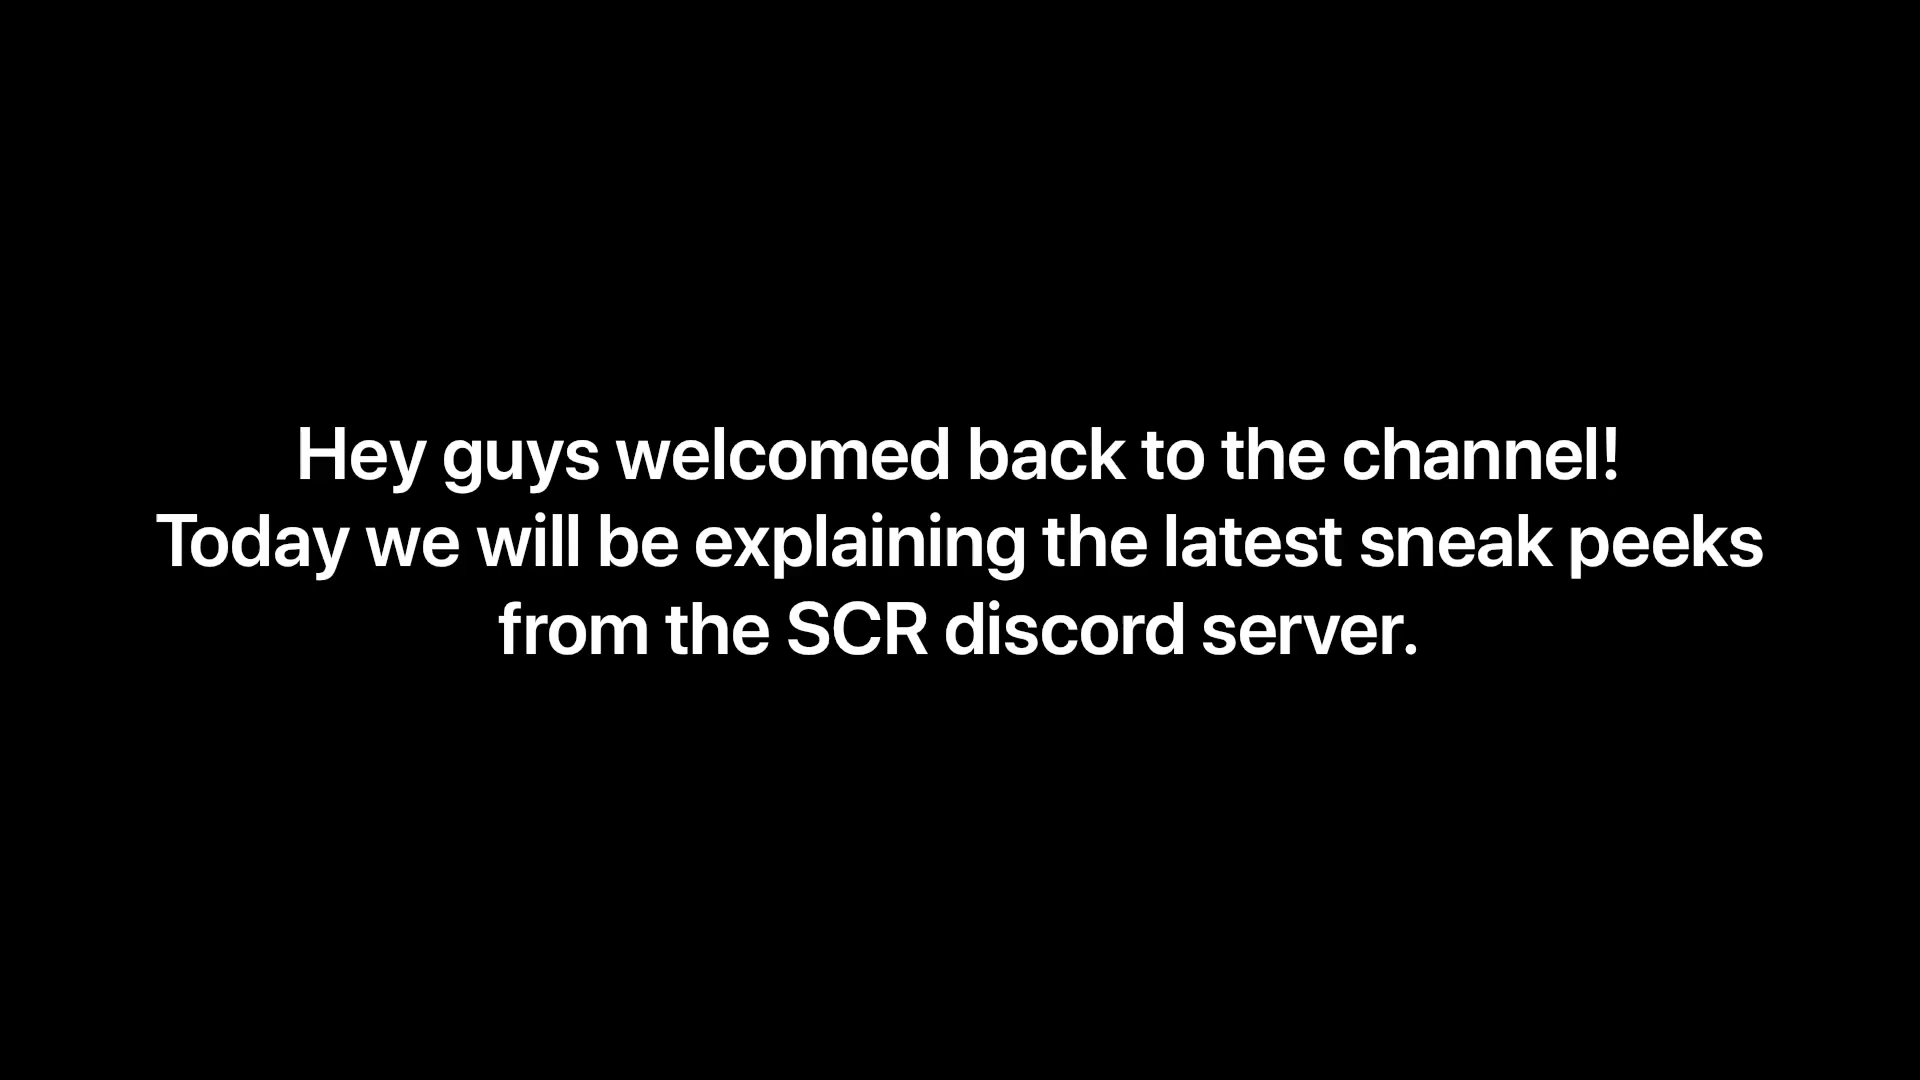 Hey guys welcomed back to the channel!
Today we will be explaining the latest sneak peeks
from the SCR discord server.